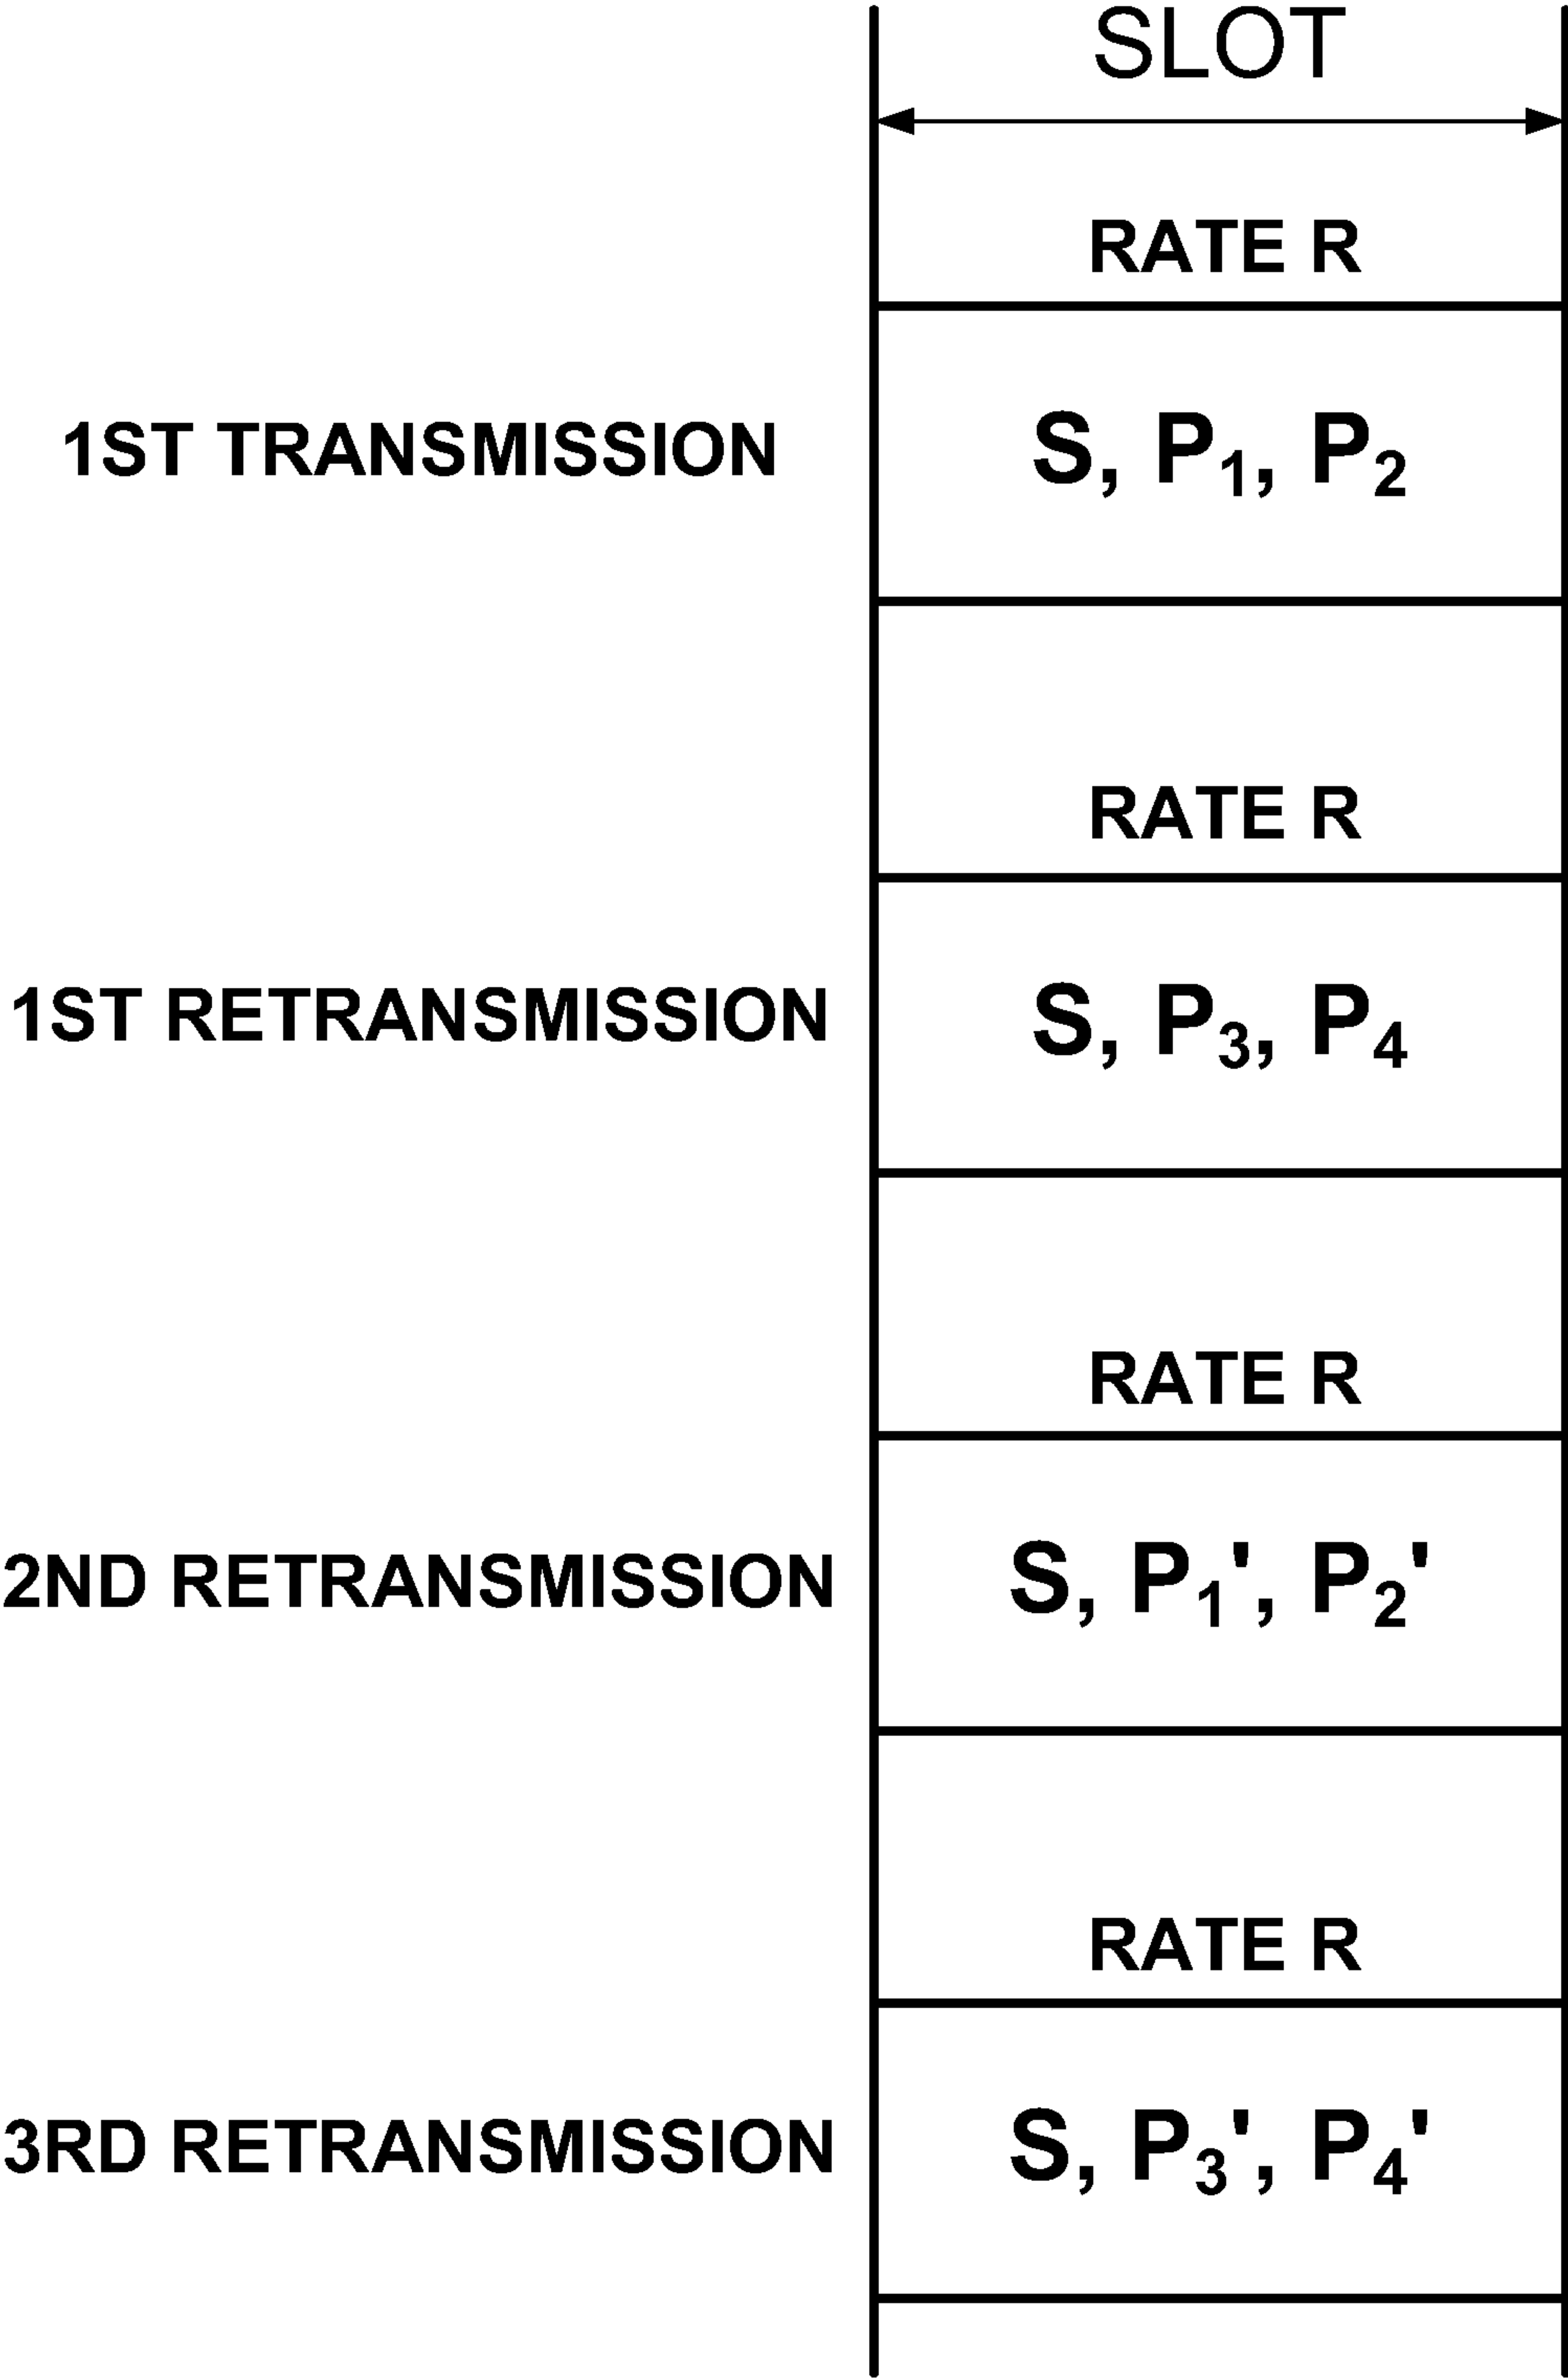 SLOT
RATE R
1ST TRANSMISSION S, P₁, P₂
RATE R
1ST RETRANSMISSION S, P₃, P₄
RATE R
2ND RETRANSMISSION S, P₁', P₂'
RATE R
3RD RETRANSMISSION S, P₃', P₄'